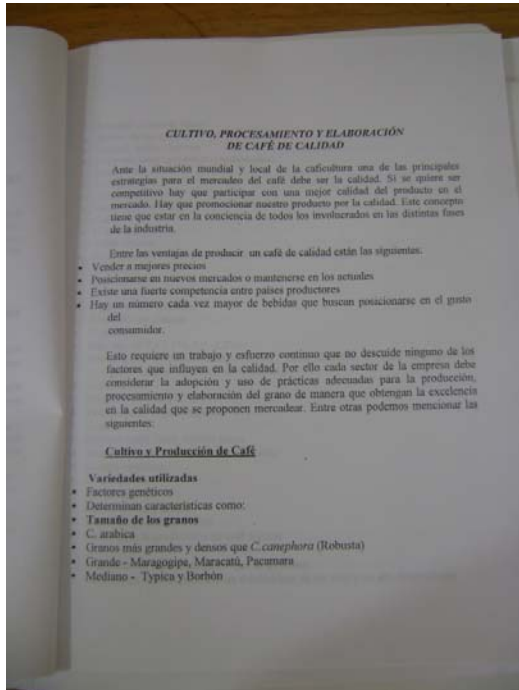 CULTIVO, PROCESAMIENTO Y ELABORACIÓN
DE CAFÉ DE CALIDAD
Ante la situación mundial y local de la caficultura una de las principales
estrategias para el mercadeo del café debe ser la calidad. Si se quiere ser
competitivo hay que participar con una mejor calidad del producto en el
mercado. Hay que promocionar nuestro producto por la calidad. Este concepto
tiene que estar en la conciencia de todos los involucrados en las distintas fases
de la industria.
Entre las ventajas de producir un café de calidad están las siguientes:
• Vender a mejores precios
• Posicionarse en nuevos mercados o mantenerse en los actuales
• Existe una fuerte competencia entre países productores
• Hay un número cada vez mayor de bebidas que buscan posicionarse en el gusto
del
consumidor.
Esto requiere un trabajo y esfuerzo continuo que no descuide ninguno de los
factores que influyen en la calidad. Por ello cada sector de la empresa debe
considerar la adopción y uso de prácticas adecuadas para la producción,
procesamiento y elaboración del grano de manera que obtengan la excelencia
en la calidad que se proponen mercadear. Entre otras podemos mencionar las
siguientes:
Cultivo y Producción de Café
Variedades utilizadas
• Factores genéticos
• Determinan características como:
• Tamaño de los granos
• C. arabica
• Granos más grandes y densos que C.canephora (Robusta)
• Grande - Maragogipe, Maracatú, Pacamara
• Mediano - Typica y Borbón